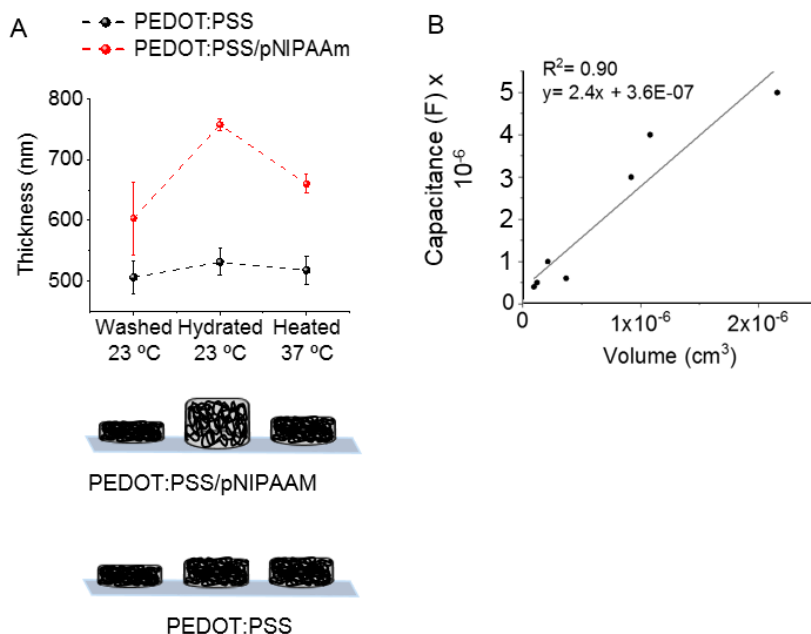 A
PEDOT:PSS
PEDOT:PSS/pNIPAAm
800
700
600
500
Thickness (nm)
Washed Hydrated Heated
23 ºC 23 ºC 37 ºC
PEDOT:PSS/pNIPAAM
PEDOT:PSS
B
R²= 0.90
y= 2.4x + 3.6E-07
Capacitance (F) x
10⁻⁶
5
4
3
2
1
0
0 1x10⁻⁶ 2x10⁻⁶
Volume (cm³)